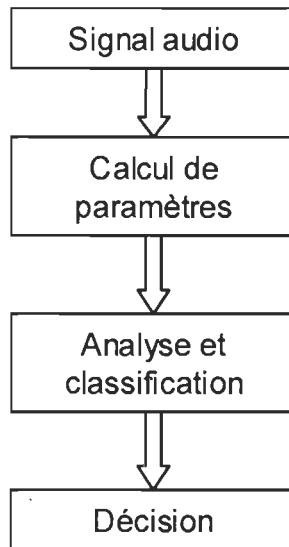 Signal audio
Calcul de
paramètres
Analyse et
classification
Décision